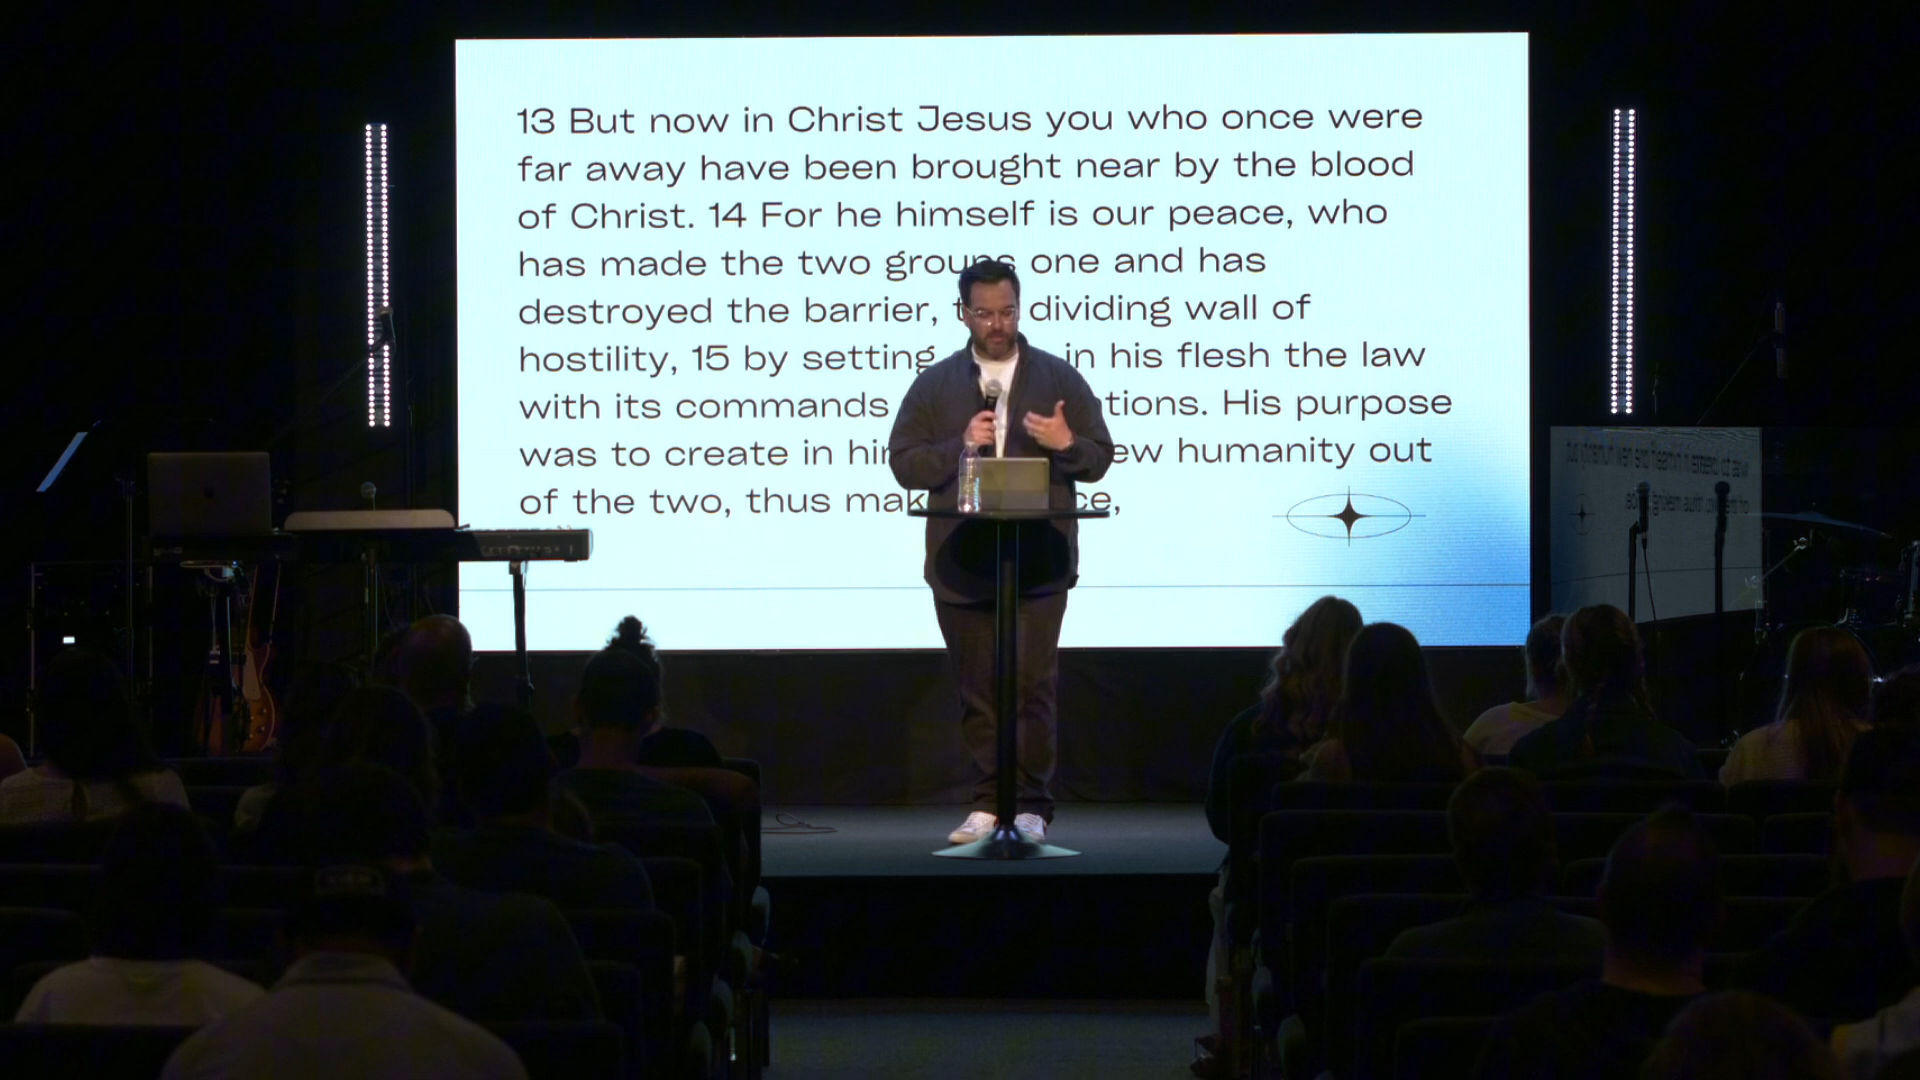 13 But now in Christ Jesus you who once were
far away have been brought near by the blood
of Christ. 14 For he himself is our peace, who
has made the two groups one and has
destroyed the barrier, dividing wall of
hostility, 15 by setting in his flesh the law
with its commands tions. His purpose
was to create in ew humanity out
of the two, thus mak ce,